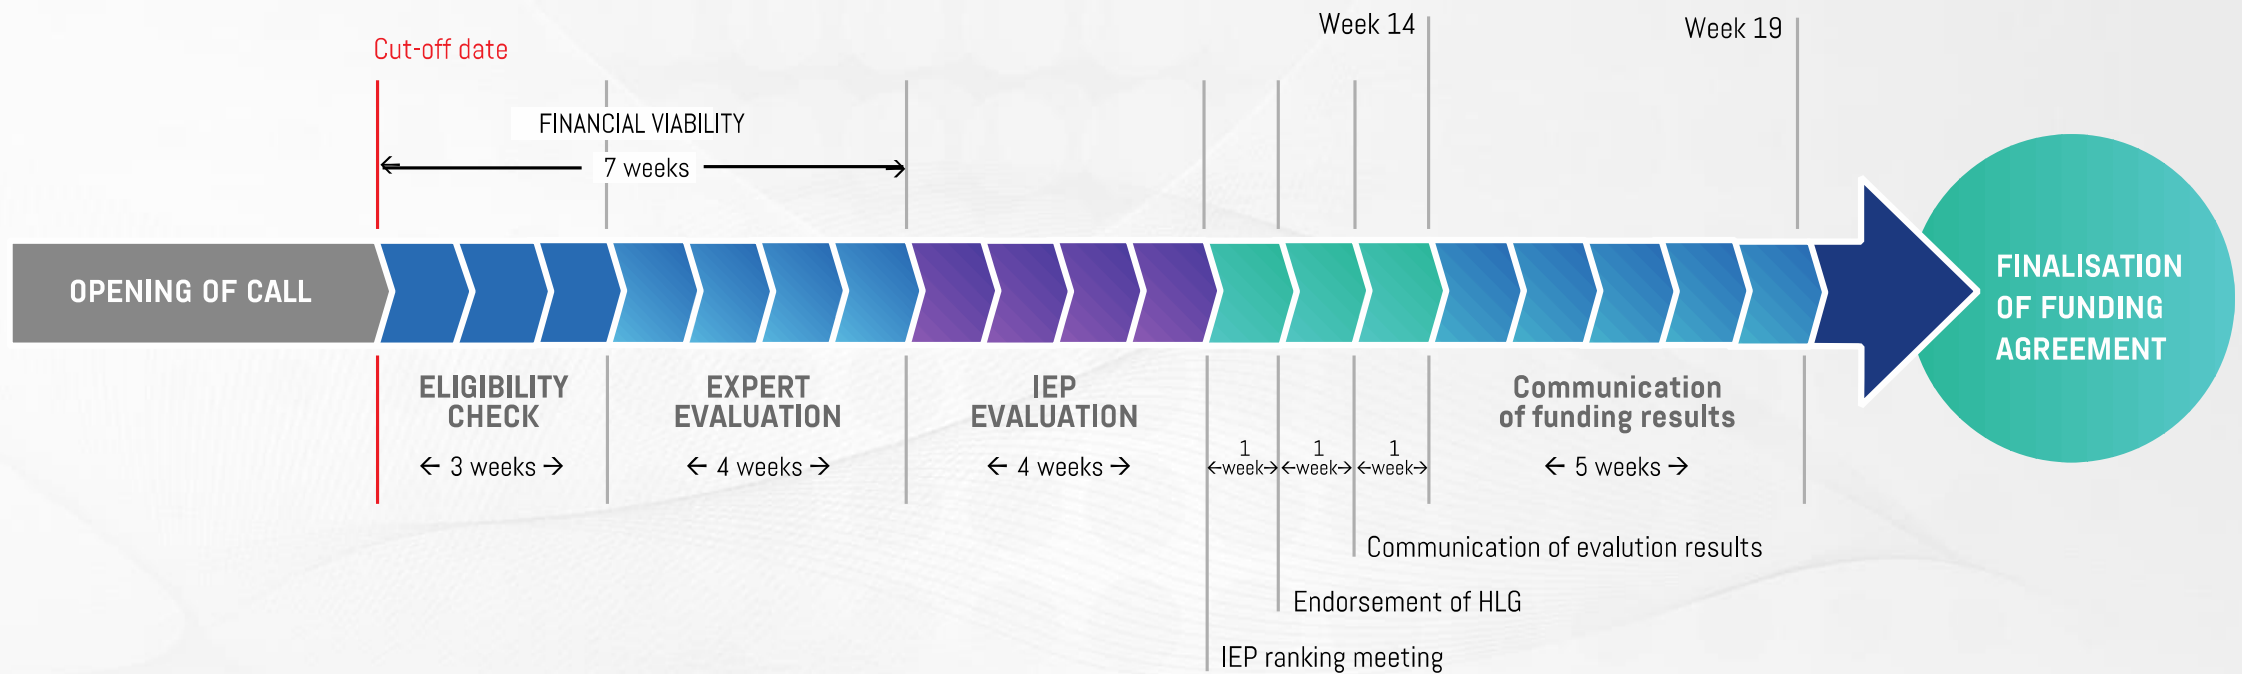 Week 14
Week 19
Cut-off date
FINANCIAL VIABILITY
7 weeks
OPENING OF CALL
FINALISATION
OF FUNDING
AGREEMENT
ELIGIBILITY
CHECK
← 3 weeks →
EXPERT
EVALUATION
← 4 weeks →
IEP
EVALUATION
← 4 weeks →
1
←week→
1
←week→
1
←week→
Communication
of funding results
← 5 weeks →
Communication of evalution results
Endorsement of HLG
IEP ranking meeting